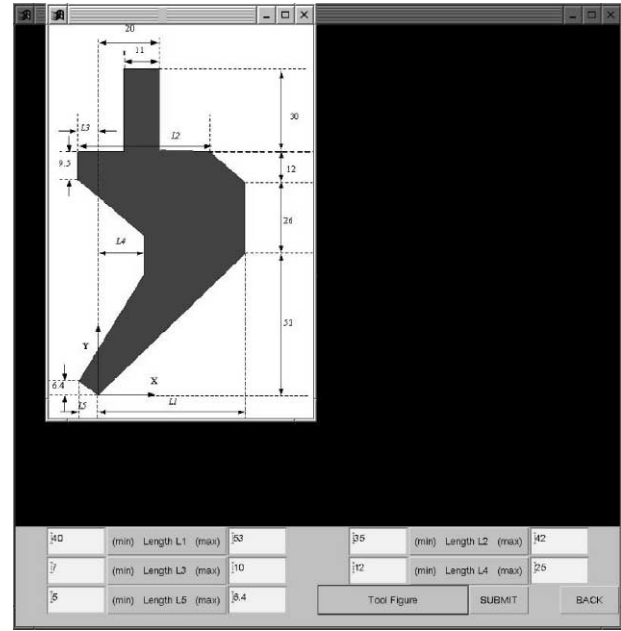 20
11
L3
L2
30
9.5
12
L4
26
Y
X
6.4
L5
L1
40 (min) Length L1 (max) 53
35 (min) Length L2 (max) 42
7 (min) Length L3 (max) 10
12 (min) Length L4 (max) 25
5 (min) Length L5 (max) 6.4
Tool Figure SUBMIT BACK